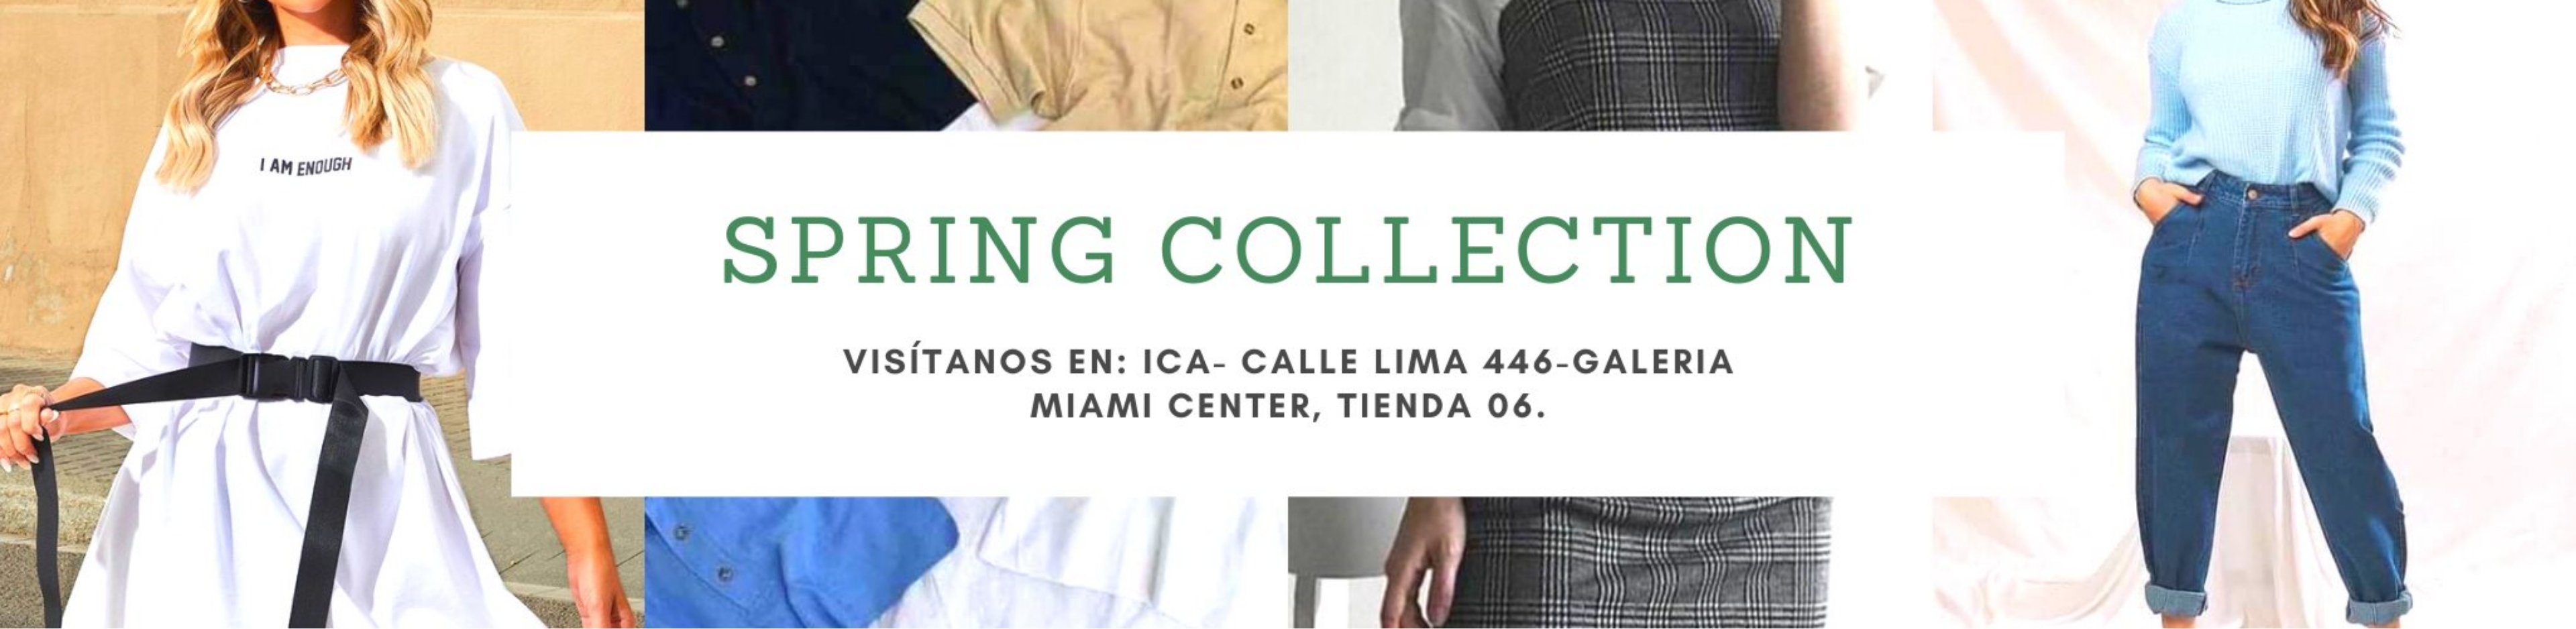 I AM ENOUGH
SPRING COLLECTION
VISÍTANOS EN: ICA- CALLE LIMA 446-GALERIA
MIAMI CENTER, TIENDA 06.